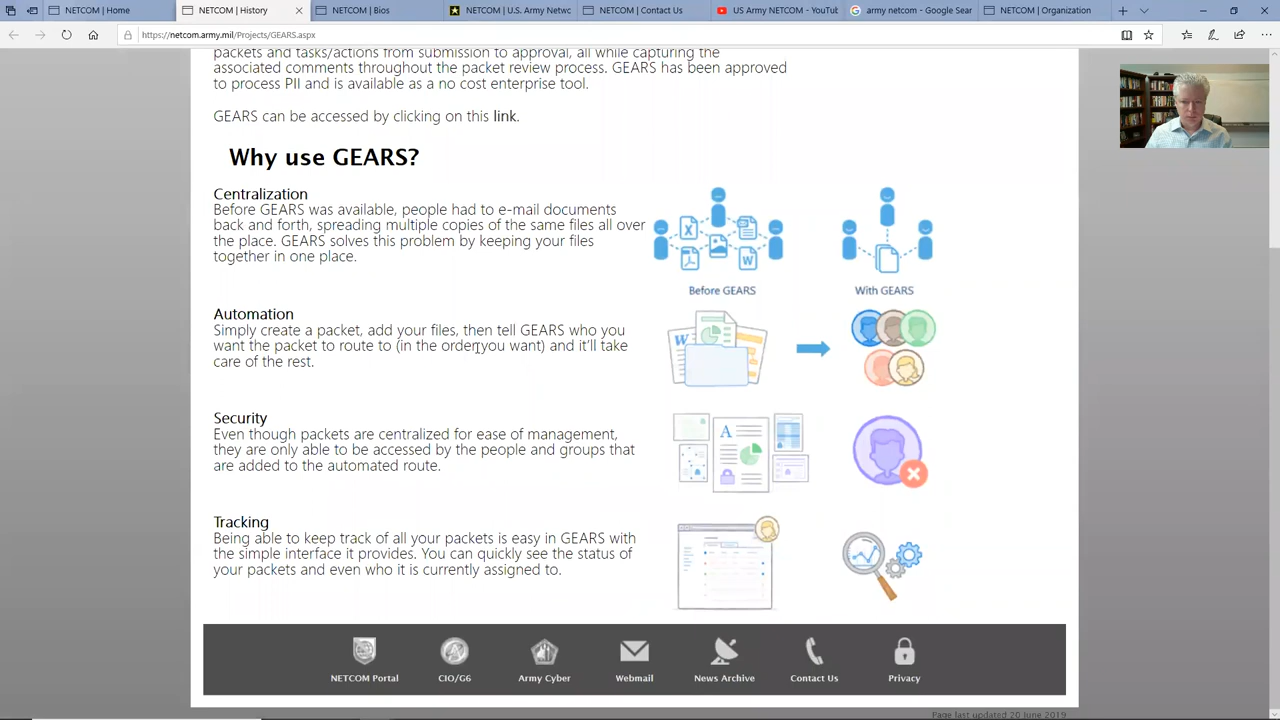 NETCOM | Home
NETCOM | History
NETCOM | Bios
NETCOM | U.S. Army Netwo
NETCOM | Contact Us
US Army NETCOM - YouTub
army netcom - Google Sear
NETCOM | Organization
https://netcom.army.mil/Projects/GEARS.aspx
packets and tasks/actions from submission to approval, all while capturing the
associated comments throughout the packet review process. GEARS has been approved
to process PII and is available as a no cost enterprise tool.
GEARS can be accessed by clicking on this link.
Why use GEARS?
Centralization
Before GEARS was available, people had to e-mail documents
back and forth, spreading multiple copies of the same files all over
the place. GEARS solves this problem by keeping your files
together in one place.
Before GEARS
With GEARS
Automation
Simply create a packet, add your files, then tell GEARS who you
want the packet to route to (in the order you want) and it'll take
care of the rest.
Security
Even though packets are centralized for ease of management,
they are only able to be accessed by the people and groups that
are added to the automated route.
Tracking
Being able to keep track of all your packets is easy in GEARS with
the simple interface it provides. You can quickly see the status of
your packets and even who it is currently assigned to.
NETCOM Portal
CIO/G6
Army Cyber
Webmail
News Archive
Contact Us
Privacy
Page last updated 20 June 2019